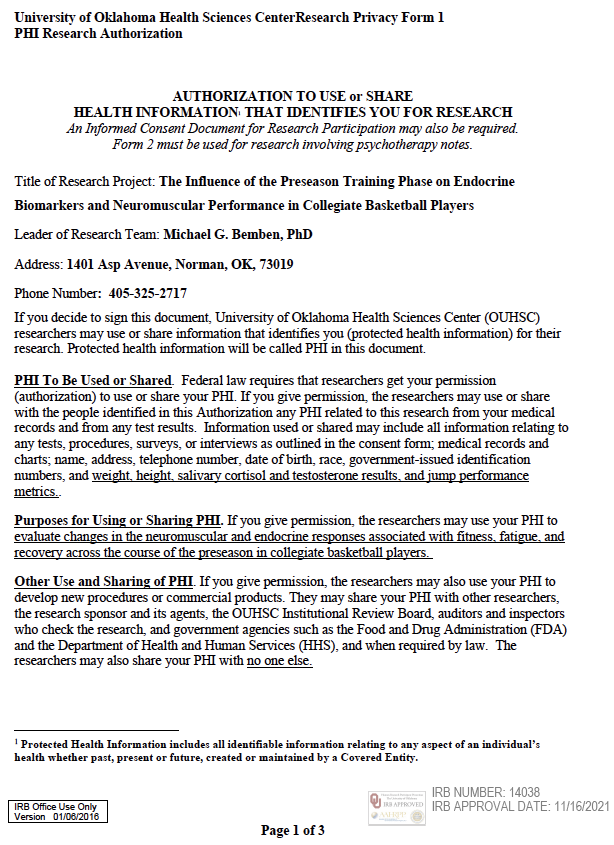 University of Oklahoma Health Sciences CenterResearch Privacy Form 1
PHI Research Authorization
AUTHORIZATION TO USE or SHARE
HEALTH INFORMATION¹ THAT IDENTIFIES YOU FOR RESEARCH
An Informed Consent Document for Research Participation may also be required.
Form 2 must be used for research involving psychotherapy notes.
Title of Research Project: The Influence of the Preseason Training Phase on Endocrine
Biomarkers and Neuromuscular Performance in Collegiate Basketball Players
Leader of Research Team: Michael G. Bemben, PhD
Address: 1401 Asp Avenue, Norman, OK, 73019
Phone Number: 405-325-2717
If you decide to sign this document, University of Oklahoma Health Sciences Center (OUHSC)
researchers may use or share information that identifies you (protected health information) for their
research. Protected health information will be called PHI in this document.
PHI To Be Used or Shared. Federal law requires that researchers get your permission
(authorization) to use or share your PHI. If you give permission, the researchers may use or share
with the people identified in this Authorization any PHI related to this research from your medical
records and from any test results. Information used or shared may include all information relating to
any tests, procedures, surveys, or interviews as outlined in the consent form; medical records and
charts; name, address, telephone number, date of birth, race, government-issued identification
numbers, and weight, height, salivary cortisol and testosterone results, and jump performance
metrics..
Purposes for Using or Sharing PHI. If you give permission, the researchers may use your PHI to
evaluate changes in the neuromuscular and endocrine responses associated with fitness, fatigue, and
recovery across the course of the preseason in collegiate basketball players.
Other Use and Sharing of PHI. If you give permission, the researchers may also use your PHI to
develop new procedures or commercial products. They may share your PHI with other researchers,
the research sponsor and its agents, the OUHSC Institutional Review Board, auditors and inspectors
who check the research, and government agencies such as the Food and Drug Administration (FDA)
and the Department of Health and Human Services (HHS), and when required by law. The
researchers may also share your PHI with no one else.
¹ Protected Health Information includes all identifiable information relating to any aspect of an individual's
health whether past, present or future, created or maintained by a Covered Entity.
IRB Office Use Only
Version 01/06/2016
IRB APPROVED
IRB NUMBER: 14038
IRB APPROVAL DATE: 11/16/2021
Page 1 of 3